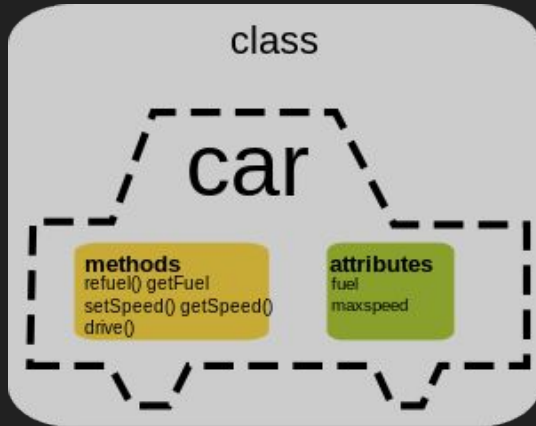 class
car
methods
refuel() getFuel
setSpeed() getSpeed()
drive()
attributes
fuel
maxspeed